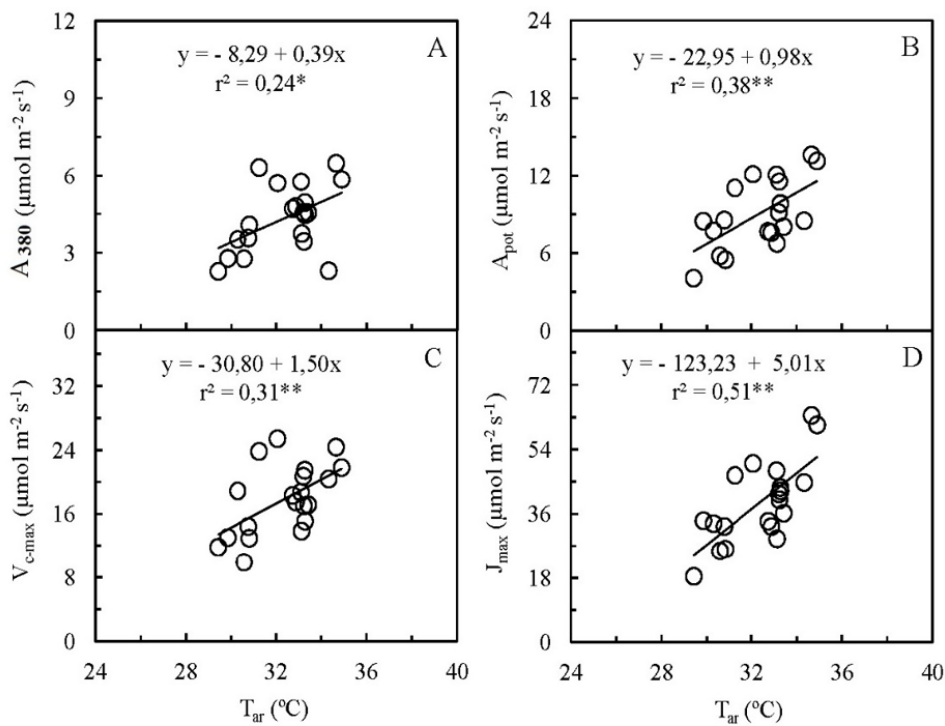 A
y = - 8,29 + 0,39x
r² = 0,24*
A380 (µmol m⁻² s⁻¹)
12
9
6
3
0
B
y = - 22,95 + 0,98x
r² = 0,38**
Apot (µmol m⁻² s⁻¹)
24
18
12
6
0
C
y = - 30,80 + 1,50x
r² = 0,31**
Vc-max (µmol m⁻² s⁻¹)
32
24
16
8
0
24 28 32 36 40
Tar (ºC)
D
y = - 123,23 + 5,01x
r² = 0,51**
Jmax (µmol m⁻² s⁻¹)
72
54
36
18
0
24 28 32 36 40
Tar (ºC)